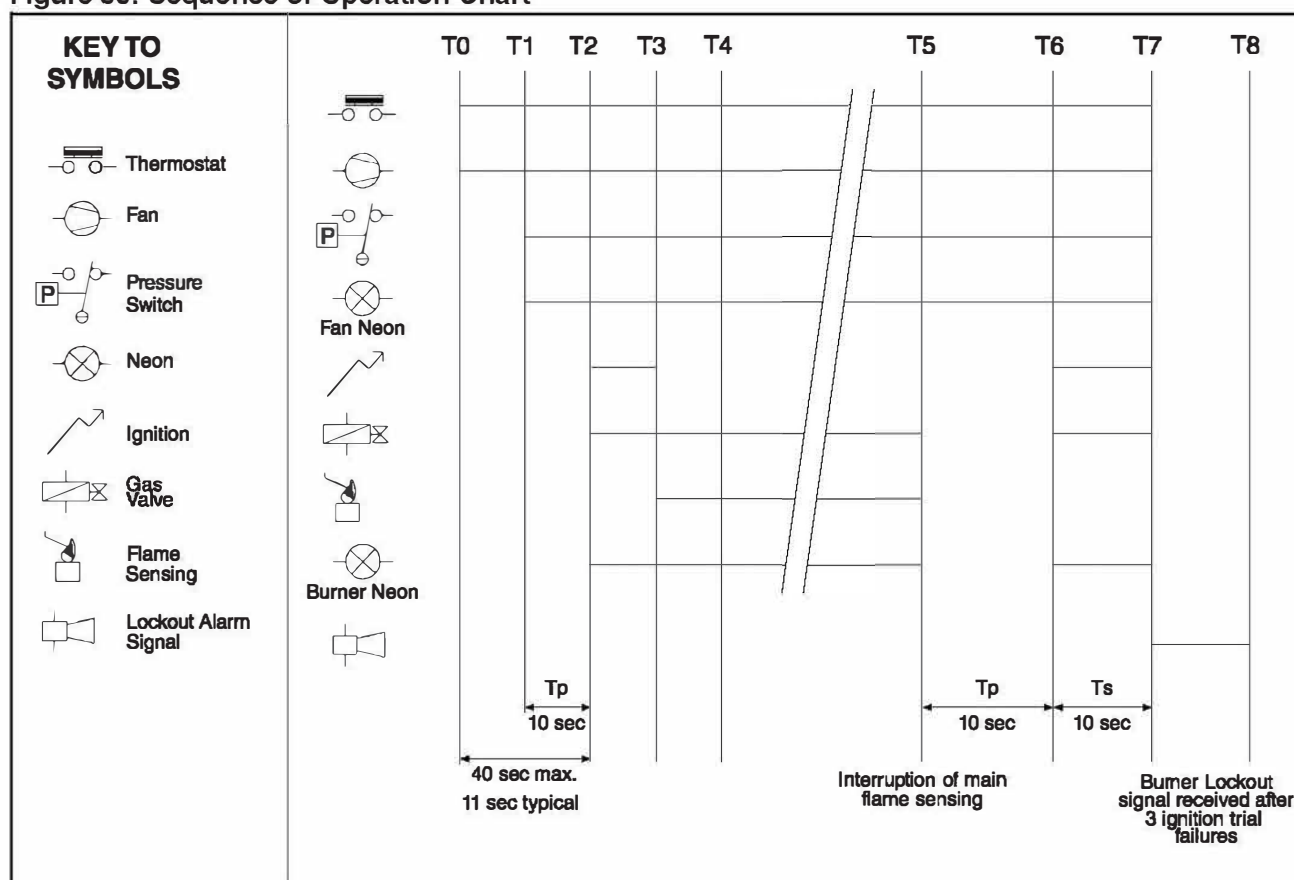 Figure 53: Sequence of Operation Chart
KEY TO
SYMBOLS
Thermostat
Fan
P
Pressure
Switch
Neon
Ignition
Gas
Valve
Flame
Sensing
Lockout Alarm
Signal
T0 T1 T2 T3 T4 T5 T6 T7 T8
P
Fan Neon
Burner Neon
Tp
10 sec
Tp
10 sec
Ts
10 sec
40 sec max.
11 sec typical
Interruption of main
flame sensing
Burner Lockout
signal received after
3 ignition trial
failures